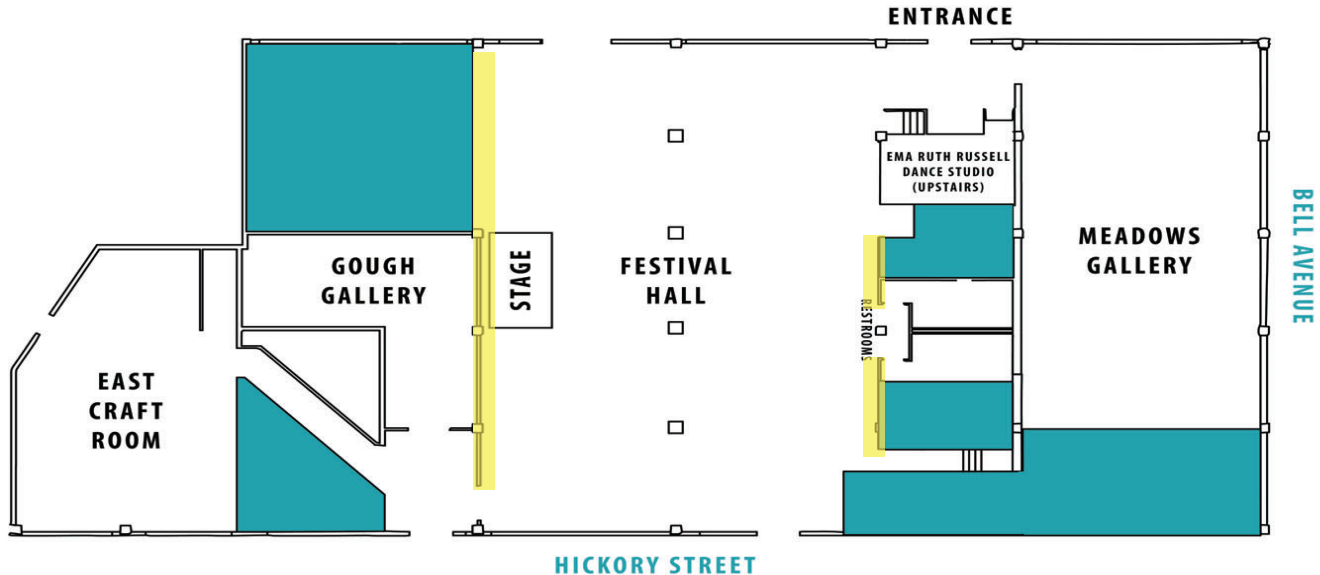 ENTRANCE
EMA RUTH RUSSELL
DANCE STUDIO
(UPSTAIRS)
GOUGH
GALLERY
STAGE
FESTIVAL
HALL
RESTROOMS
MEADOWS
GALLERY
BELL AVENUE
EAST
CRAFT
ROOM
HICKORY STREET